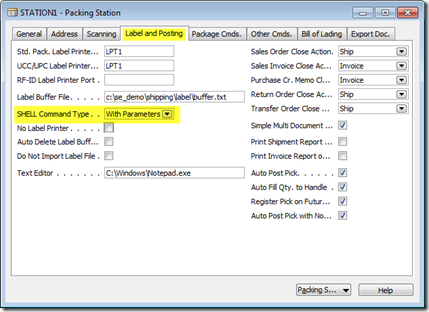 STATION1 - Packing Station
General Address Scanning Label and Posting Package Cmds. Other Cmds. Bill of Lading Export Doc.
Std. Pack. Label Printe... LPT1
UCC/UPC Label Printer... LPT1
RF-ID Label Printer Port .
Label Buffer File . . . . . c:\se_demo\shipping\label\buffer.txt
SHELL Command Type. . . With Parameters
No Label Printer . . . . .
Auto Delete Label Buff...
Do Not Import Label File .
Text Editor . . . . . . . C:\Windows\Notepad.exe
Sales Order Close Action. Ship
Sales Invoice Close Ac... Invoice
Purchase Cr. Memo Cl... Invoice
Return Order Close Ac... Ship
Transfer Order Close ... Ship
Simple Multi Document ...
Print Shipment Report ...
Print Invoice Report o...
Auto Post Pick. . . . . .
Auto Fill Qty. to Handle .
Register Pick on Futur...
Auto Post Pick with No...
Packing S... Help